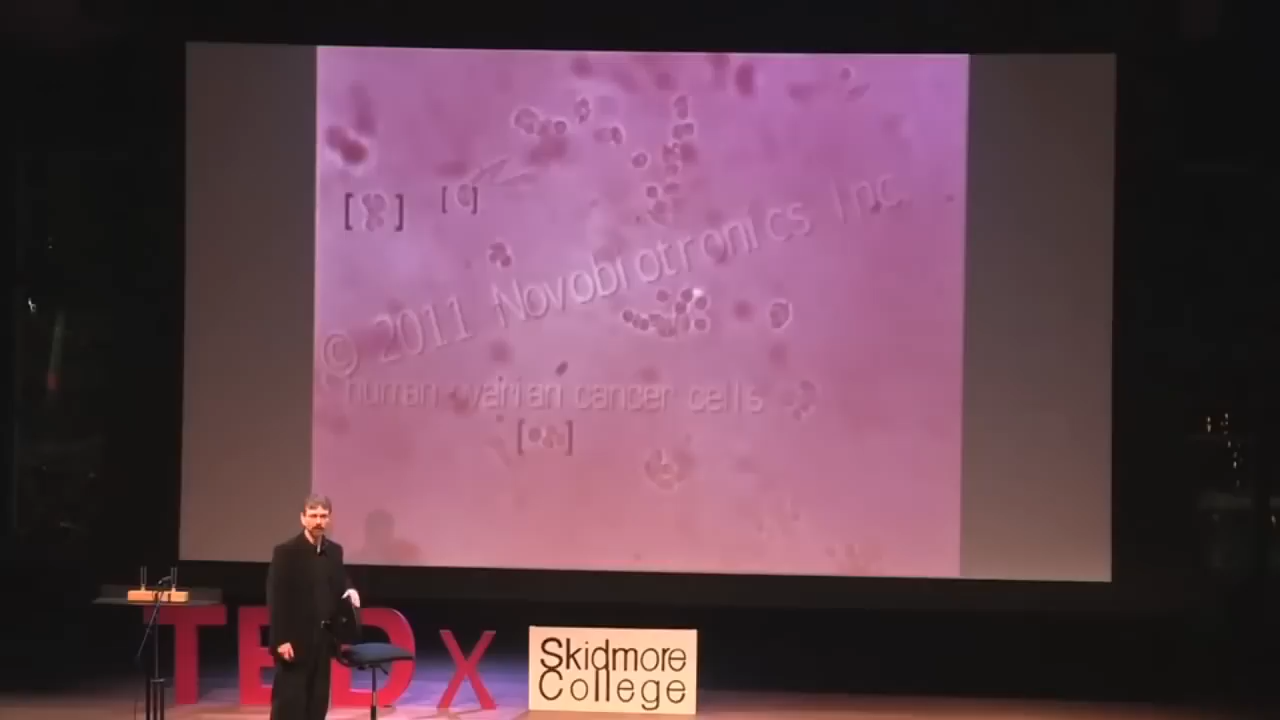 © 2011 Novobiotronics Inc
human ovarian cancer cells
TEDx
Skidmore
College